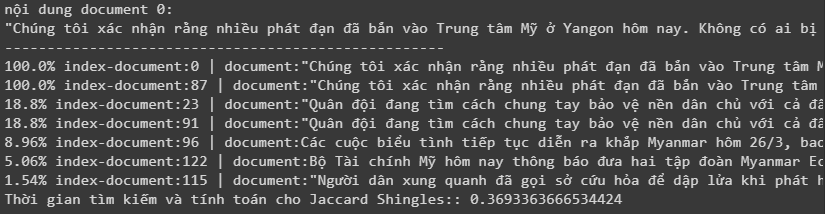 nội dung document 0:
"Chúng tôi xác nhận rằng nhiều phát đạn đã bắn vào Trung tâm Mỹ ở Yangon hôm nay. Không có ai bị
----------------------------------------------------
100.0% index-document:0 | document:"Chúng tôi xác nhận rằng nhiều phát đạn đã bắn vào Trung tâm M
100.0% index-document:87 | document:"Chúng tôi xác nhận rằng nhiều phát đạn đã bắn vào Trung tâm
18.8% index-document:23 | document:"Quân đội đang tìm cách chung tay bảo vệ nền dân chủ với cả đấ
18.8% index-document:91 | document:"Quân đội đang tìm cách chung tay bảo vệ nền dân chủ với cả đấ
8.96% index-document:96 | document:Các cuộc biểu tình tiếp tục diễn ra khắp Myanmar hôm 26/3, bao
5.06% index-document:122 | document:Bộ Tài chính Mỹ hôm nay thông báo đưa hai tập đoàn Myanmar Ec
1.54% index-document:115 | document:"Người dân xung quanh đã gọi sở cứu hỏa để dập lửa khi phát h
Thời gian tìm kiếm và tính toán cho Jaccard Shingles:: 0.3693363666534424